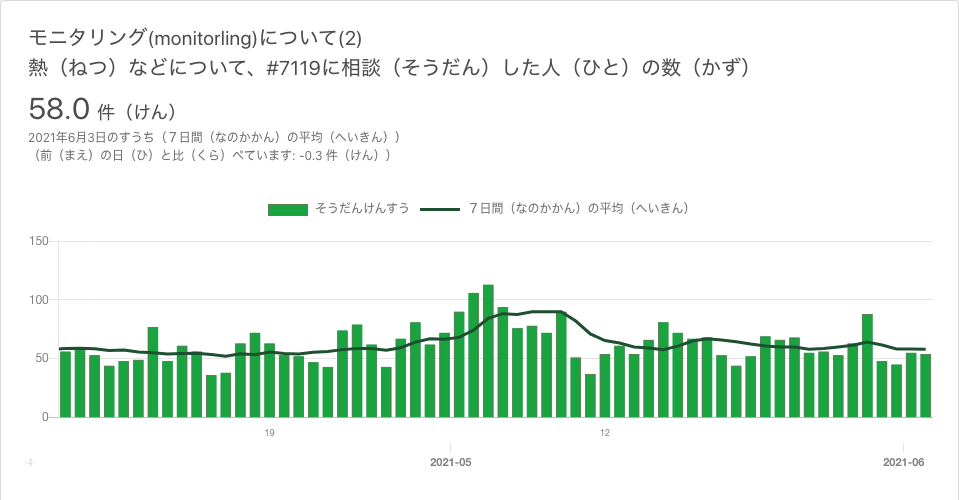 モニタリング(monitorling)について(2)
熱（ねつ）などについて、#7119に相談（そうだん）した人（ひと）の数（かず）
58.0 件（けん）
2021年6月3日のすうち（７日間（なのかかん）の平均（へいきん））
（前（まえ）の日（ひ）と比（くら）べています: -0.3 件（けん））
そうだんけんすう
７日間（なのかかん）の平均（へいきん）
150
100
50
0
19
12
2021-05
2021-06